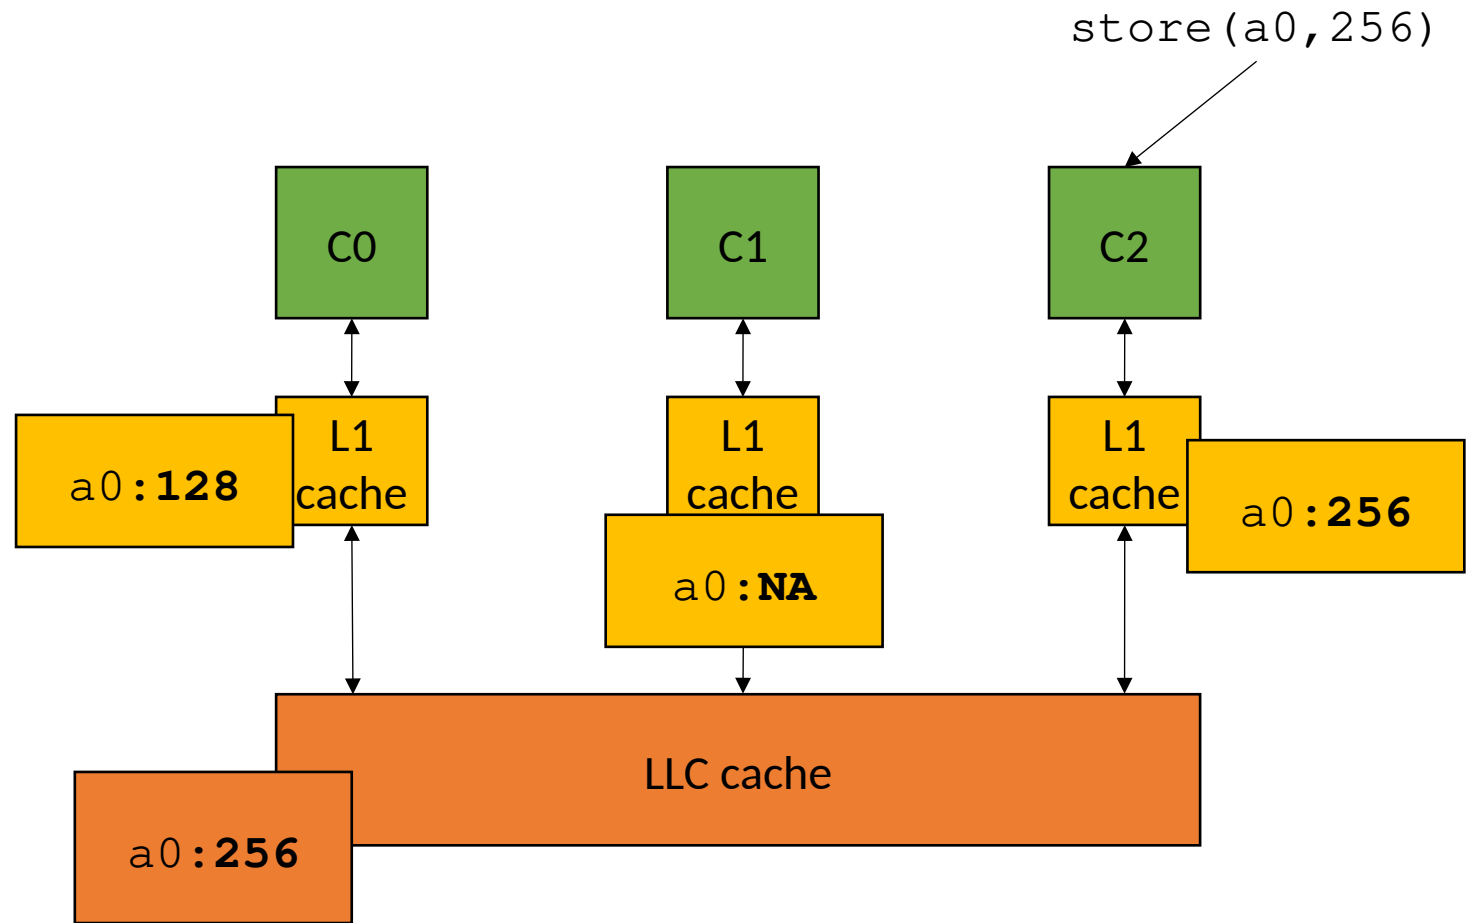 store(a0,256)
C0
C1
C2
L1
cache
L1
cache
L1
cache
a0:128
a0:256
a0:NA
LLC cache
a0:256